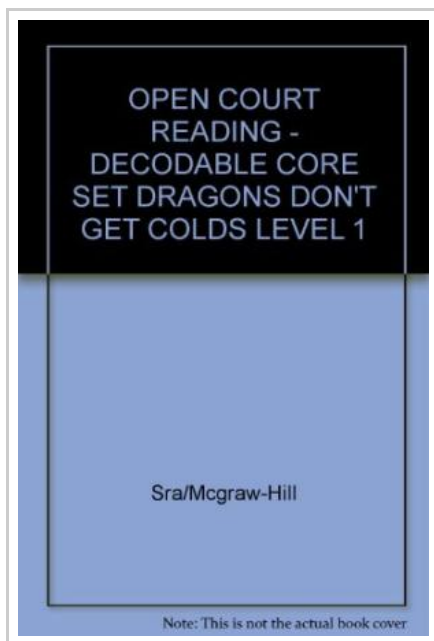 OPEN COURT
READING -
DECODABLE CORE
SET DRAGONS DON'T
GET COLDS LEVEL 1
Sra/Mcgraw-Hill
Note: This is not the actual book cover